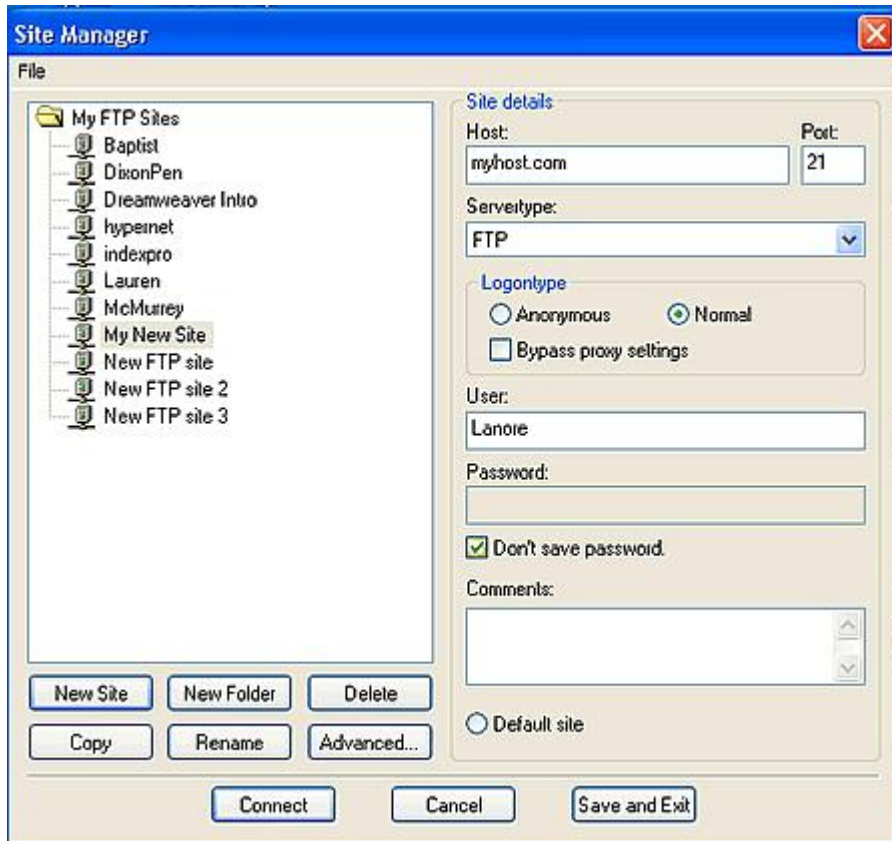 Site Manager
File
My FTP Sites
Baptist
DixonPen
Dreamweaver Intro
hypernet
indexpro
Lauren
McMurrey
My New Site
New FTP site
New FTP site 2
New FTP site 3
New Site New Folder Delete
Copy Rename Advanced...
Site details
Host: Port:
myhost.com 21
Servertype:
FTP
Logontype
Anonymous Normal
Bypass proxy settings
User:
Lanore
Password:
Don't save password.
Comments:
Default site
Connect Cancel Save and Exit